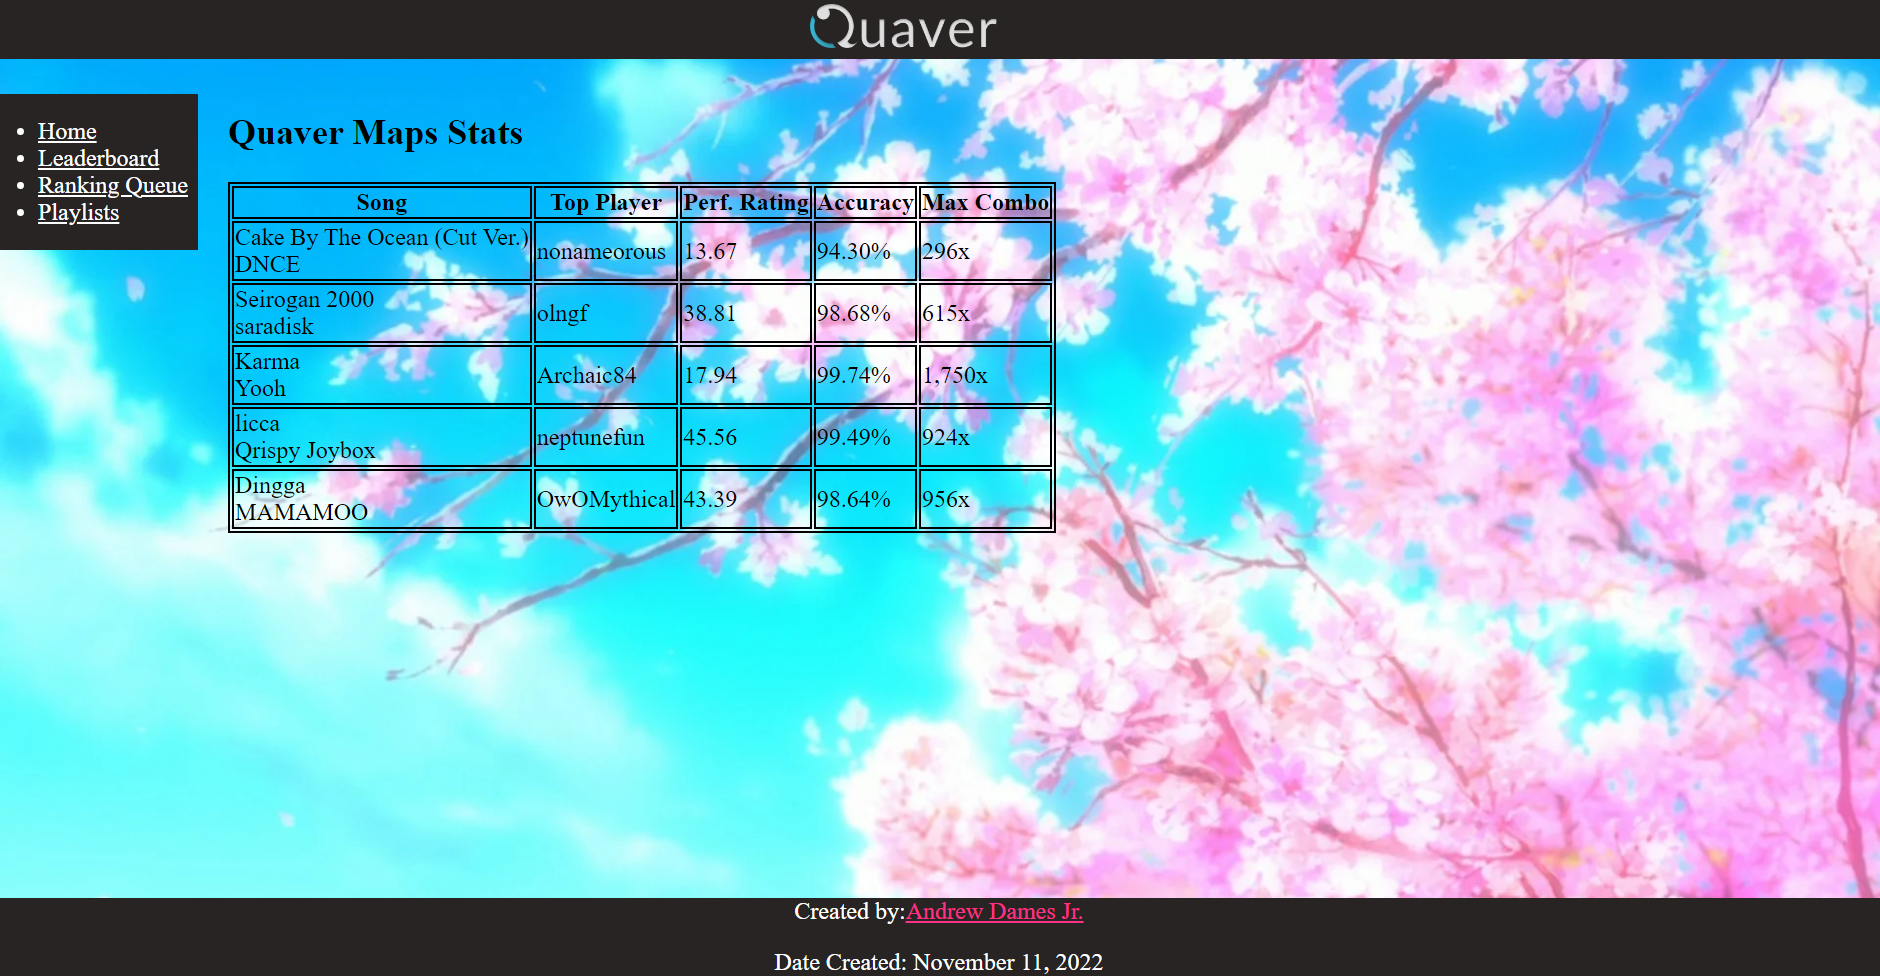 Quaver
Home
Leaderboard
Ranking Queue
Playlists
Quaver Maps Stats
Song Top Player Perf. Rating Accuracy Max Combo
Cake By The Ocean (Cut Ver.)
DNCE
nonameorous 13.67 94.30% 296x
Seirogan 2000
saradisk
olngf 38.81 98.68% 615x
Karma
Yooh
Archaic84 17.94 99.74% 1,750x
licca
Qrispy Joybox
neptunefun 45.56 99.49% 924x
Dingga
MAMAMOO
OwOMythical 43.39 98.64% 956x
Created by:Andrew Dames Jr.
Date Created: November 11, 2022